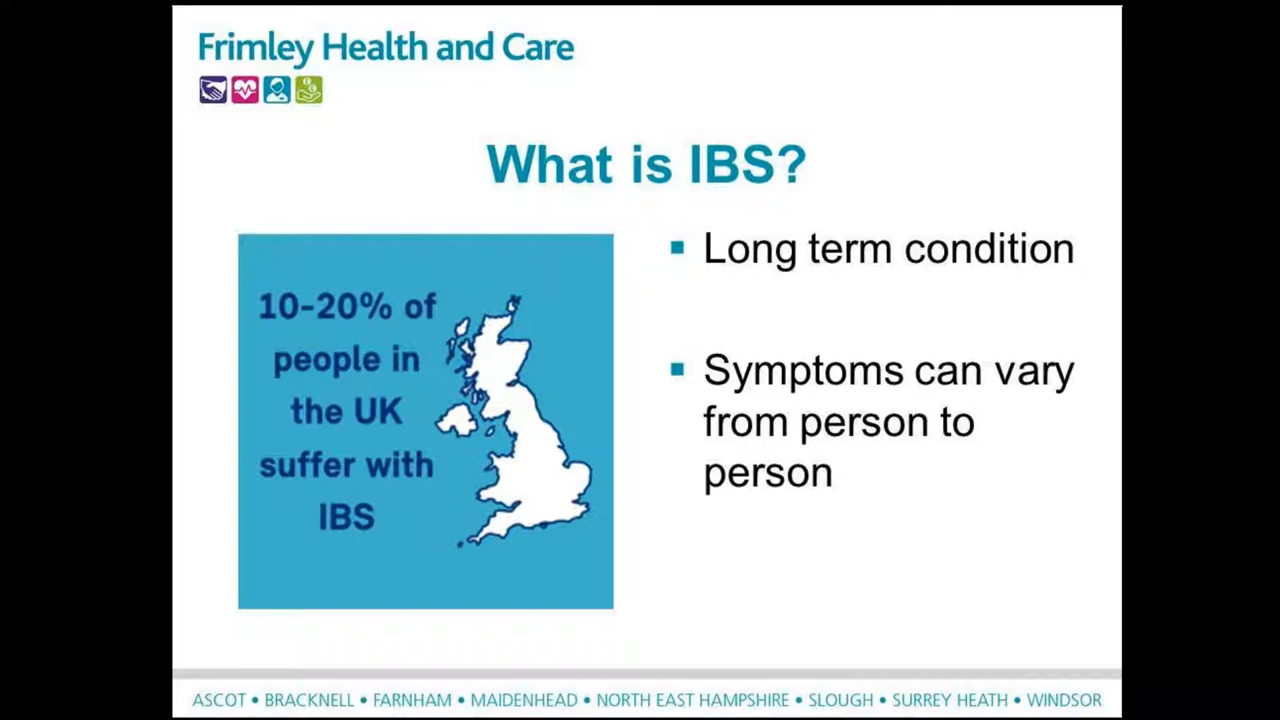 Frimley Health and Care
What is IBS?
10-20% of
people in
the UK
suffer with
IBS
▪ Long term condition
▪ Symptoms can vary
from person to
person
ASCOT • BRACKNELL • FARNHAM • MAIDENHEAD • NORTH EAST HAMPSHIRE • SLOUGH • SURREY HEATH • WINDSOR